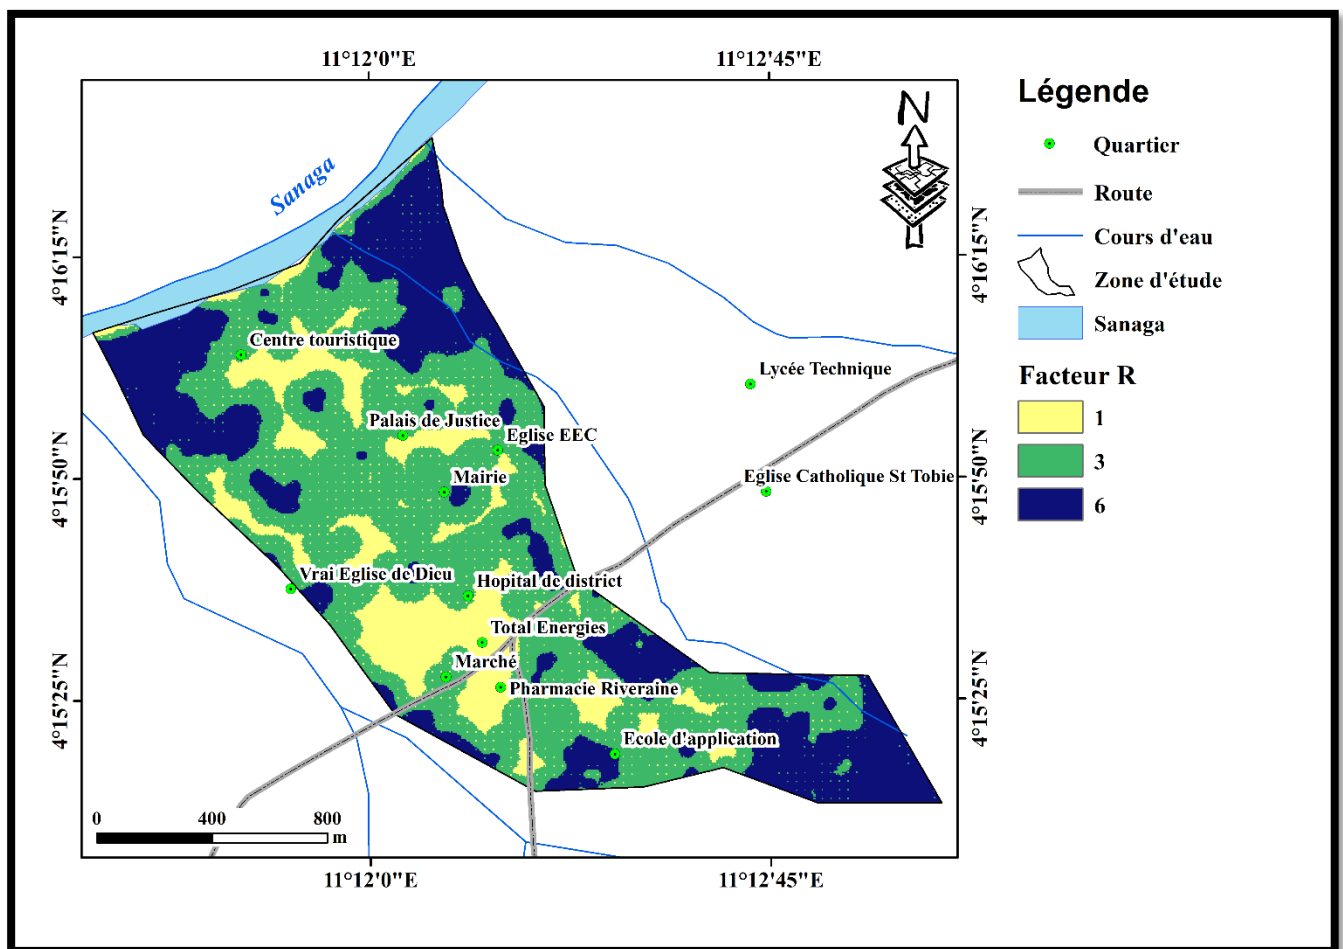 11°12'0"E
11°12'45"E
Légende
N
Quartier
Route
Sanaga
Cours d'eau
4°16'15"N
4°16'15"N
Zone d'étude
Sanaga
Centre touristique
Lycée Technique
Facteur R
1
Palais de Justice
Eglise EEC
3
Mairie
Eglise Catholique St Tobie
4°15'50"N
4°15'50"N
6
Vrai Eglise de Dieu
Hopital de district
Total Energies
Marché
Pharmacie Riveraine
4°15'25"N
4°15'25"N
Ecole d'application
0 400 800
m
11°12'0"E
11°12'45"E